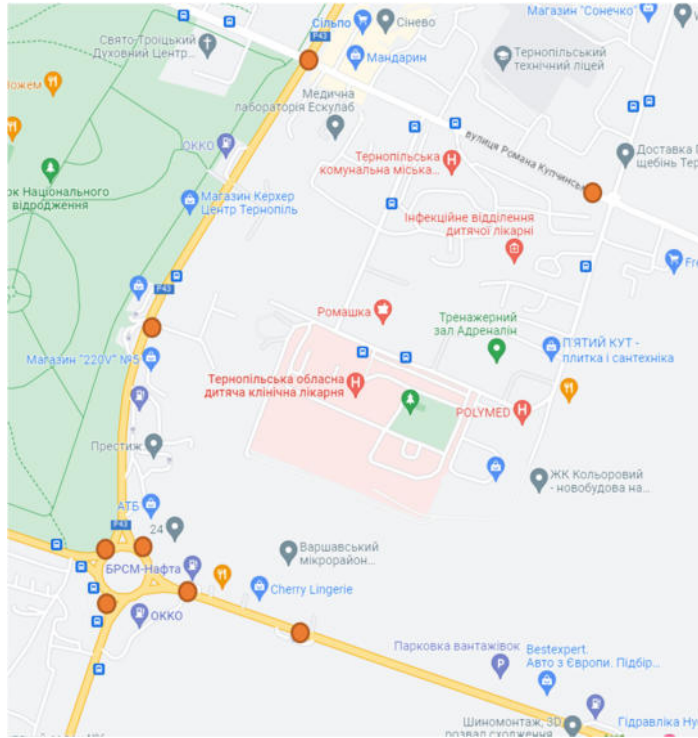 Магазин "Сонечко"
Сільпо
Сінево
P43
Свято-Троїцький
Духовний Центр...
Мандарин
Тернопільський
технічний ліцей
Медична
лабораторія Ескулаб
ОККО
вулиця Романа Купчинсь
Тернопільська
комунальна міська...
Доставка
щебінь Тер
ок Національного
відродження
Магазин Керхер
Центр Тернопіль
Інфекційне відділення
дитячої лікарні
Fre
P43
Ромашка
Тренажерний
зал Адреналін
П'ЯТИЙ КУТ -
плитка і сантехніка
Магазин "220V" №5
Тернопільська обласна
дитяча клінічна лікарня
POLYMED
Престиж
ЖК Кольоровий
- новобудова на...
АТБ
P43
24
Варшавський
мікрорайон...
БРСМ-Нафта
Cherry Lingerie
ОККО
Парковка вантажівок
Bestexpert.
Авто з Європи. Підбір...
Шиномонтаж, 3D
розвал сходження
Гідравліка Ну